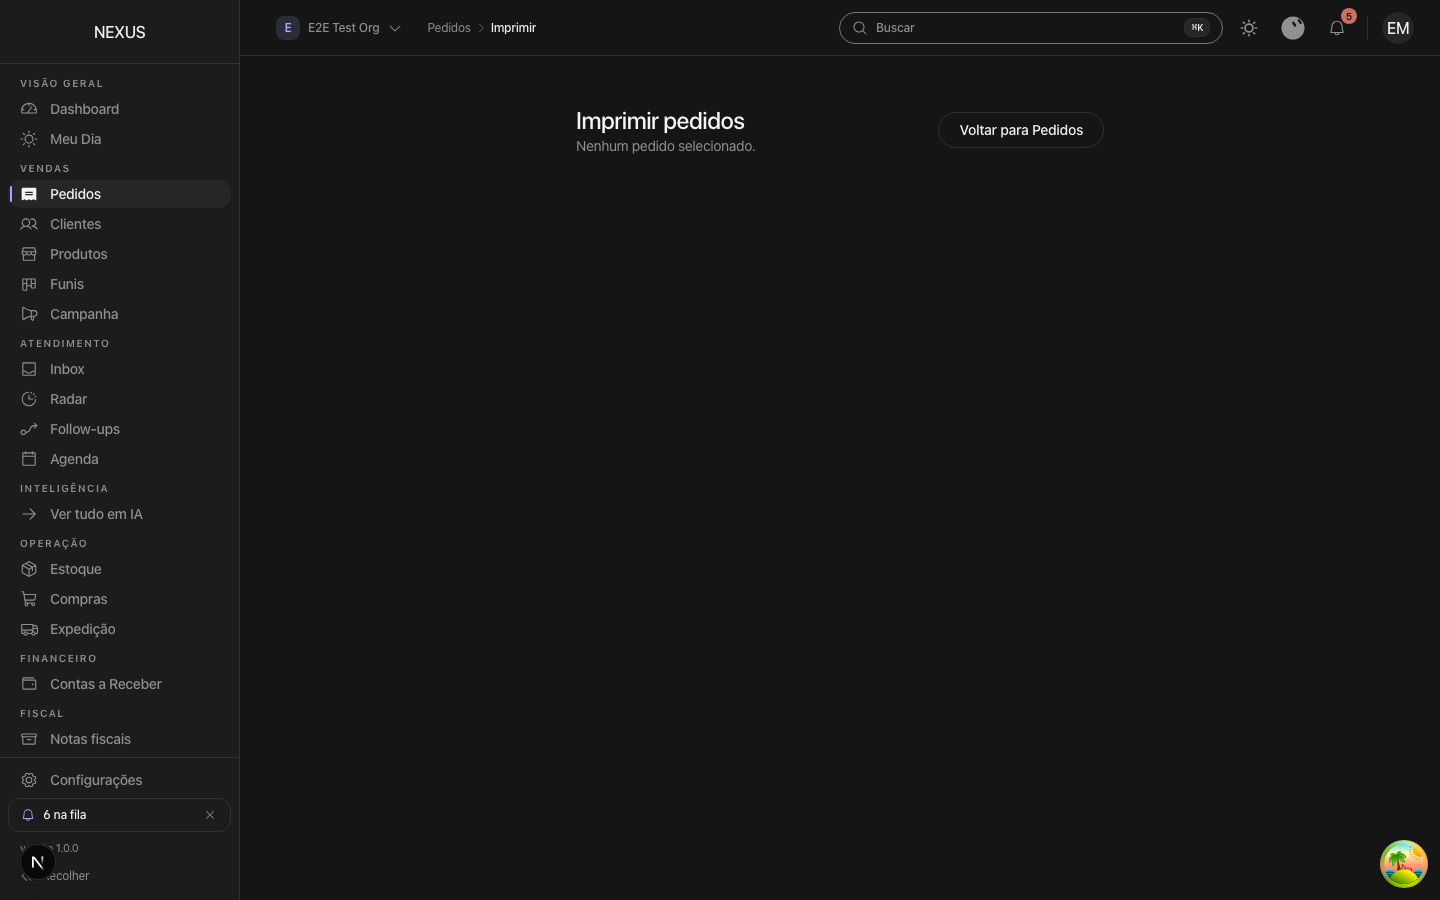 NEXUS
E
E2E Test Org
Pedidos
Imprimir
Buscar
⌘K
5
EM
VISÃO GERAL
Dashboard
Meu Dia
VENDAS
Pedidos
Clientes
Produtos
Funis
Campanha
ATENDIMENTO
Inbox
Radar
Follow-ups
Agenda
INTELIGÊNCIA
Ver tudo em IA
OPERAÇÃO
Estoque
Compras
Expedição
FINANCEIRO
Contas a Receber
FISCAL
Notas fiscais
Configurações
6 na fila
1.0.0
N
Imprimir pedidos
Nenhum pedido selecionado.
Voltar para Pedidos